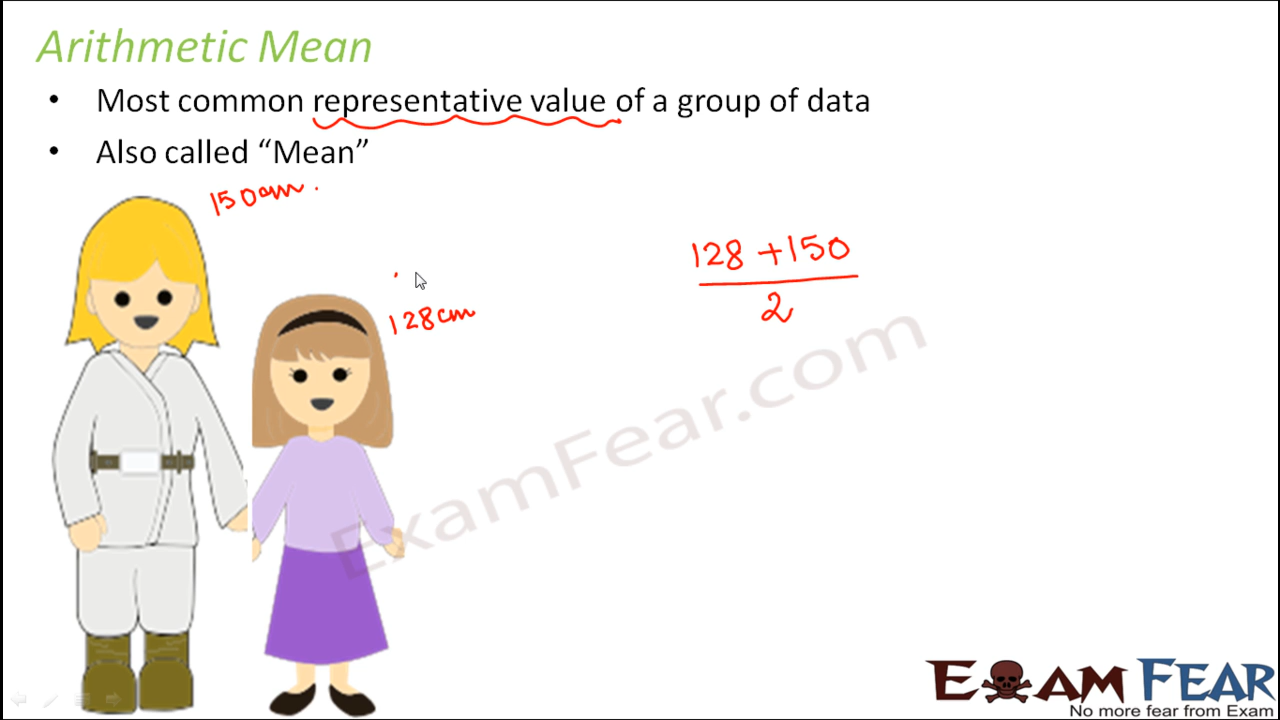 Arithmetic Mean
• Most common representative value of a group of data
• Also called “Mean”
150cm.
128cm
128 + 150
2
ExamFear.com
EXAM FEAR
No more fear from Exam